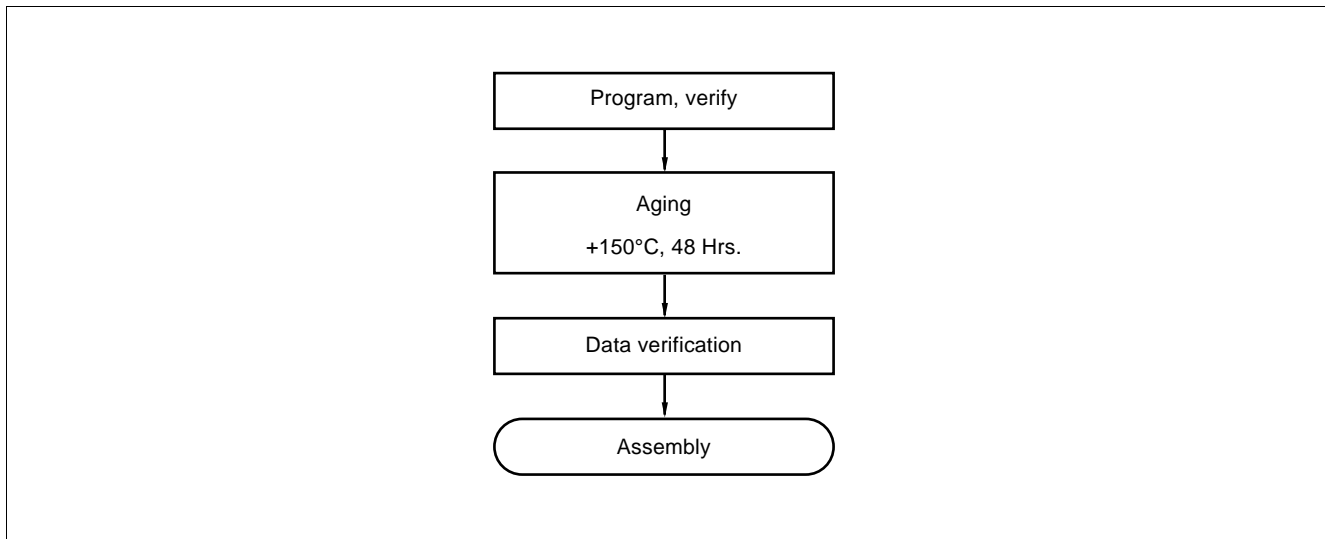 Program, verify
Aging
+150°C, 48 Hrs.
Data verification
Assembly